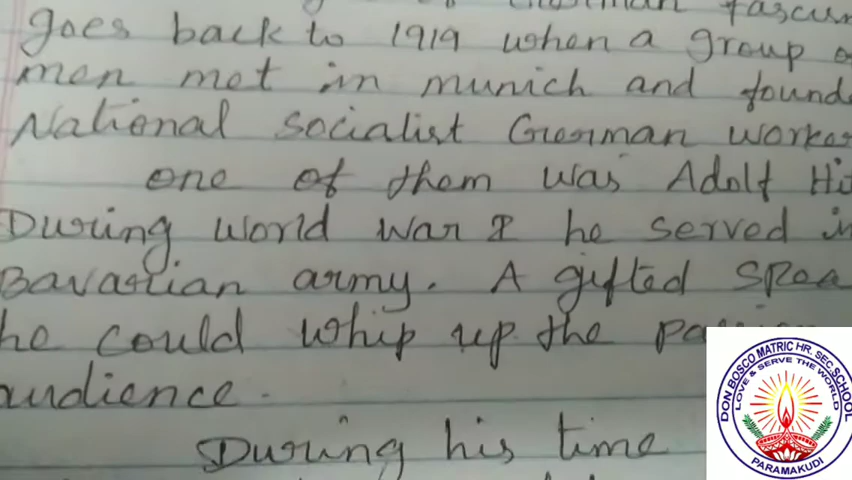 goes back to 1919 when a group
men met in munich and
National socialist German
one of them was Adolf
During world war I he served in
Bavarian army. A gifted
he could whip up the
audience.
During his time
DON BOSCO MATRIC HR. SEC SCHOOL
LOVE & SERVE THE WORLD
PARAMAKUDI